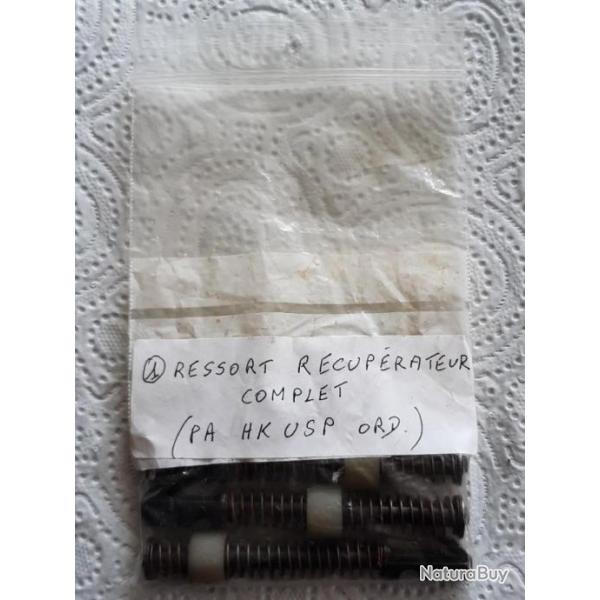 ① RESSORT RECUPÉRATEUR
COMPLET
(PA HK USP ORD.)
NaturaBuy